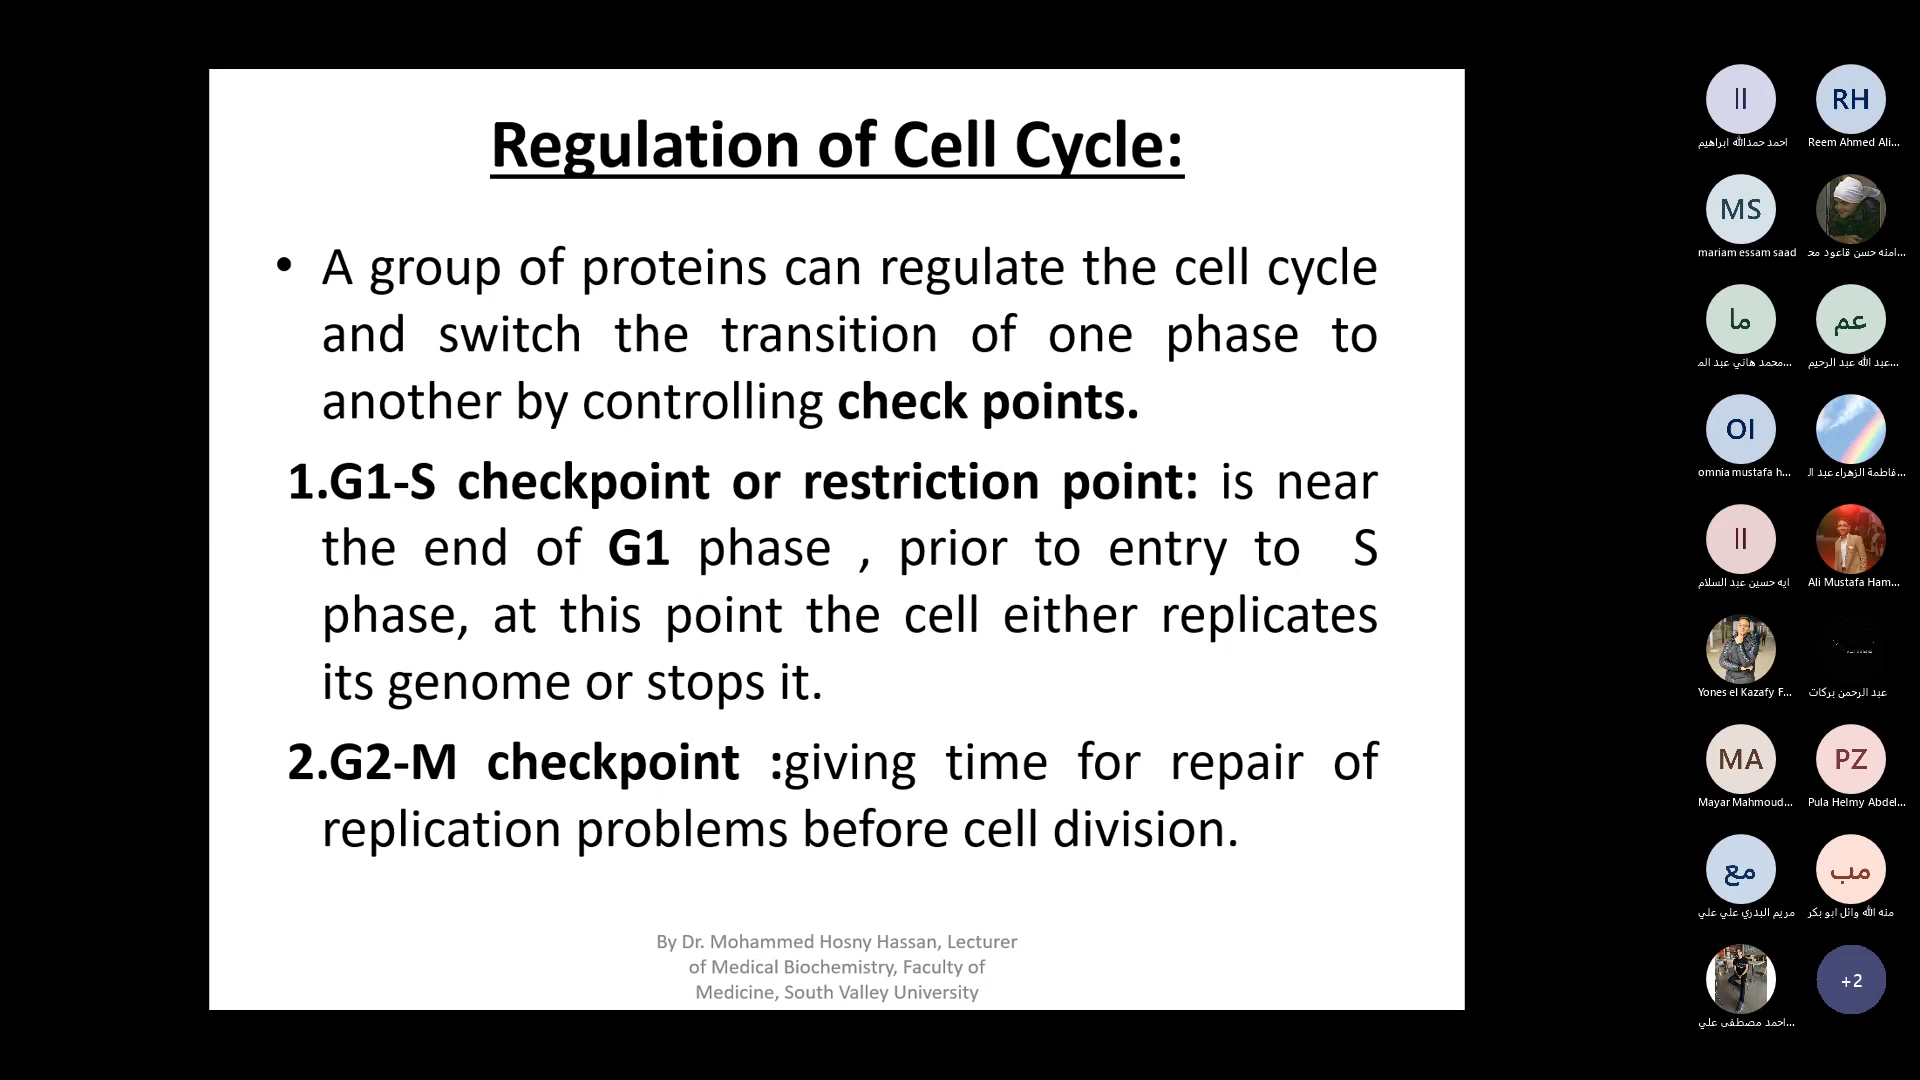 Regulation of Cell Cycle:
• A group of proteins can regulate the cell cycle
and switch the transition of one phase to
another by controlling check points.
1.G1-S checkpoint or restriction point: is near
the end of G1 phase , prior to entry to S
phase, at this point the cell either replicates
its genome or stops it.
2.G2-M checkpoint :giving time for repair of
replication problems before cell division.
By Dr. Mohammed Hosny Hassan, Lecturer
of Medical Biochemistry, Faculty of
Medicine, South Valley University
اا
RH
احمد حمدالله ابراهيم
Reem Ahmed Ali...
MS
mariam essam saad
امنه حسن قاعود مح...
ما
عم
محمد هاني عبد الم...
عبد الله عبد الرحيم...
OI
omnia mustafa h...
فاطمة الزهراء عبد ال...
اا
ايه حسين عبد السلام
Ali Mustafa Ham...
Yones el Kazafy F...
عبد الرحمن بركات
MA
PZ
Mayar Mahmoud...
Pula Helmy Abdel...
مع
مب
مريم البدري علي علي
منه الله وائل ابو بكر
+2
احمد مصطفى علي...